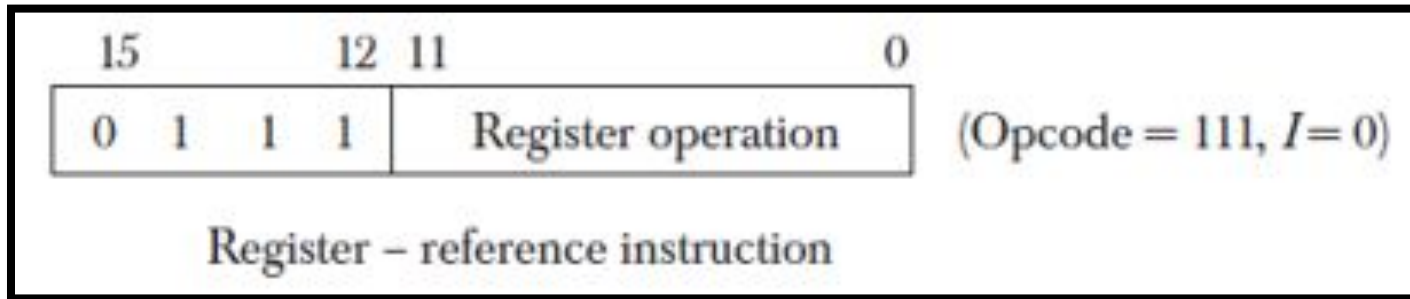 15 12 11 0
0 1 1 1 Register operation (Opcode = 111, I = 0)
Register – reference instruction